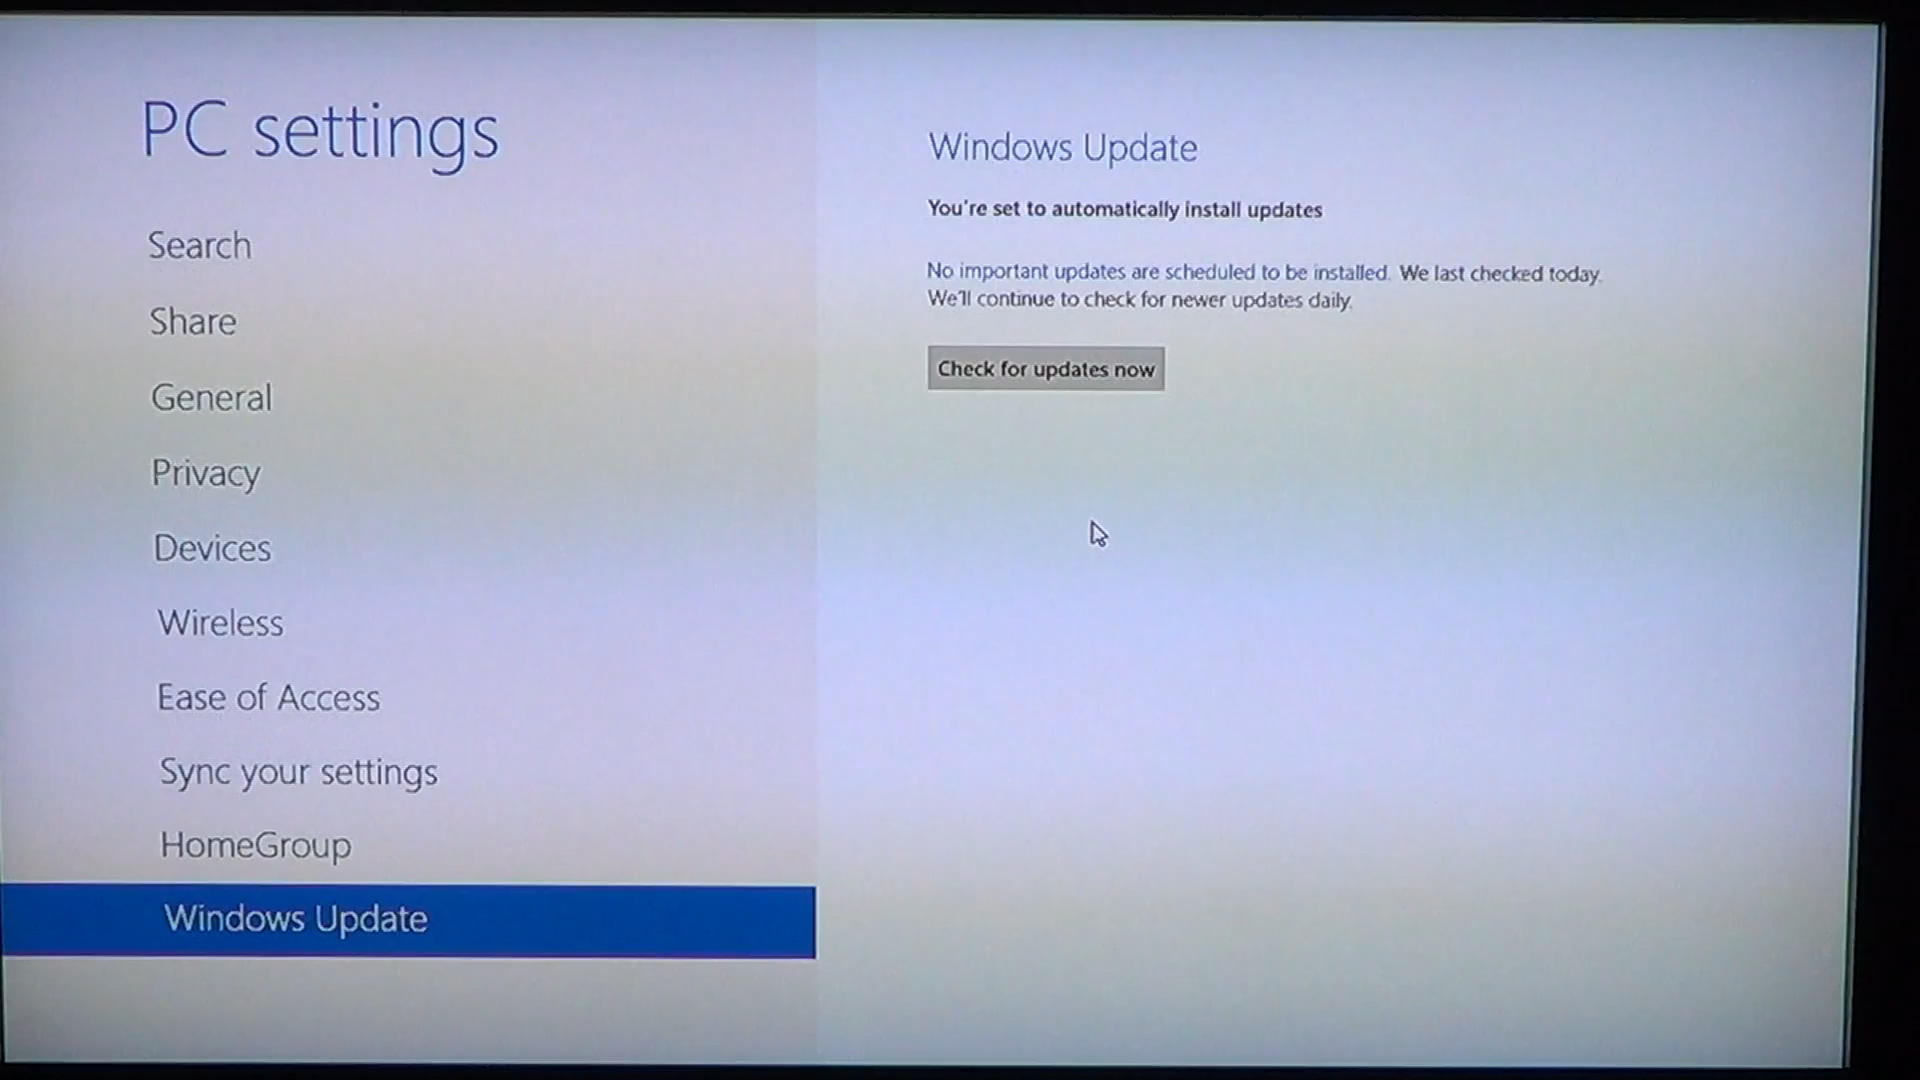 PC settings
Search
Share
General
Privacy
Devices
Wireless
Ease of Access
Sync your settings
HomeGroup
Windows Update
Windows Update
You're set to automatically install updates
No important updates are scheduled to be installed. We last checked today.
We'll continue to check for newer updates daily.
Check for updates now